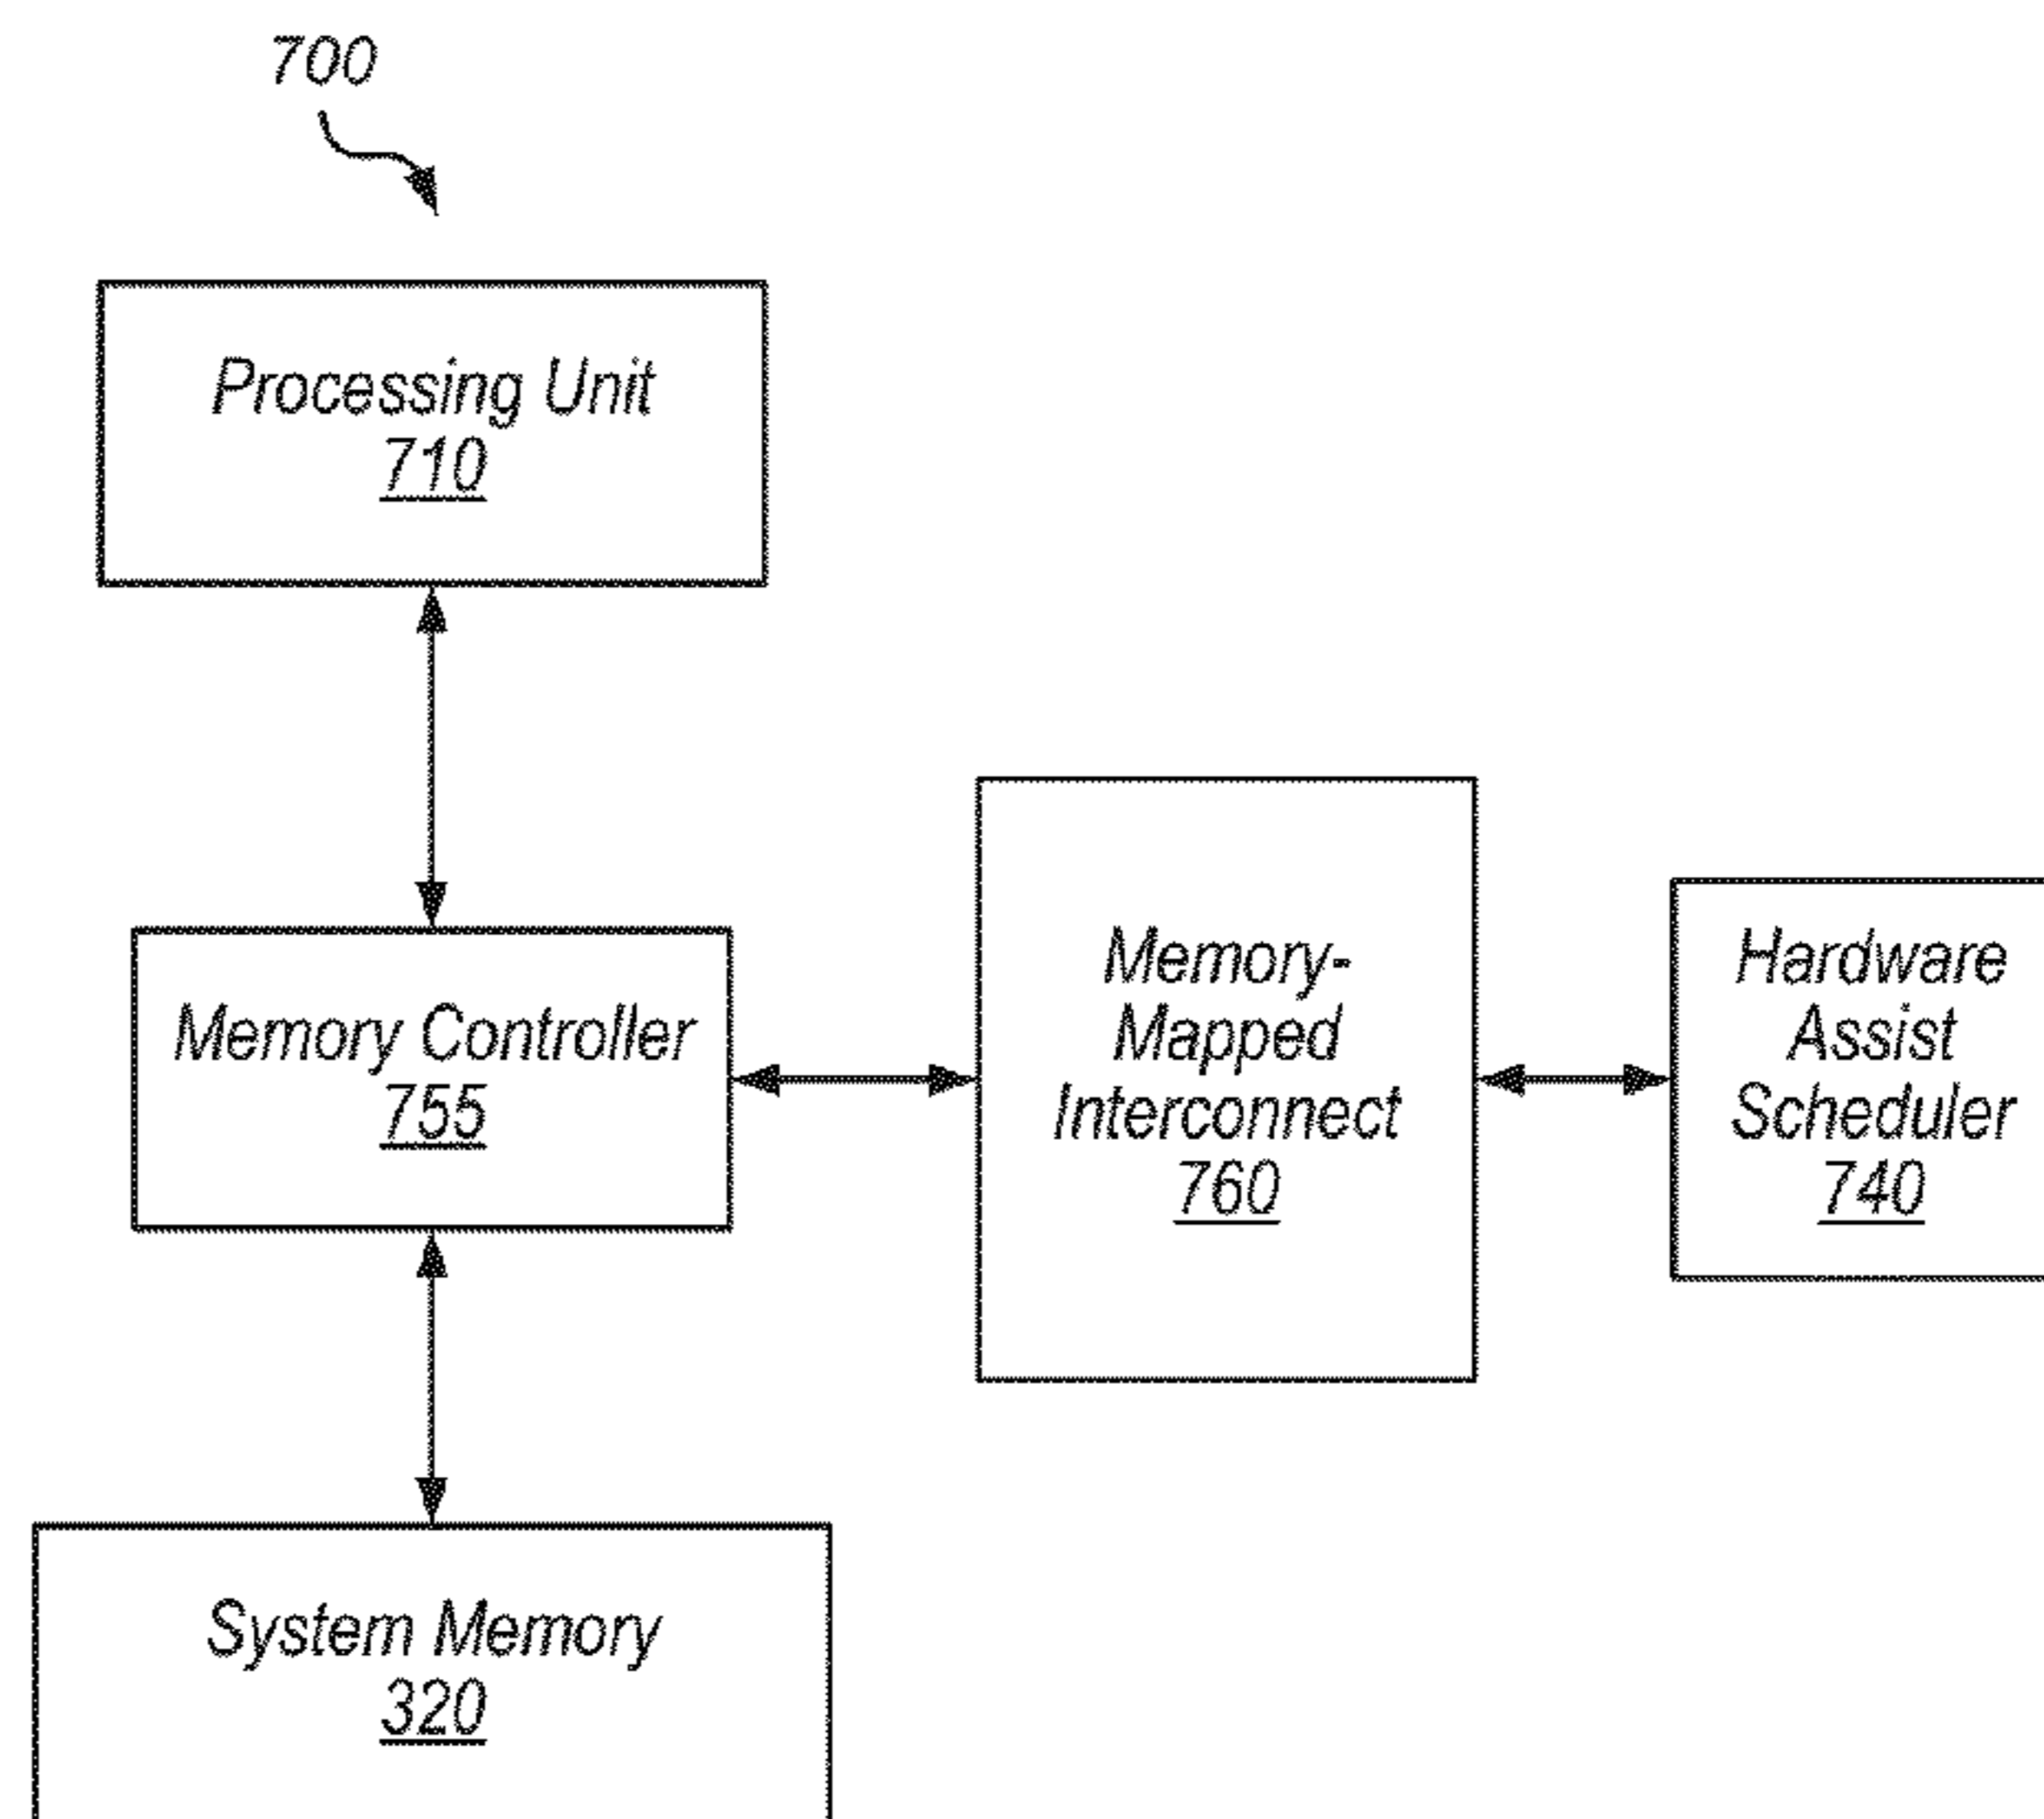 700
Processing Unit
710
Memory Controller
755
Memory-
Mapped
Interconnect
760
Hardware
Assist
Scheduler
740
System Memory
320